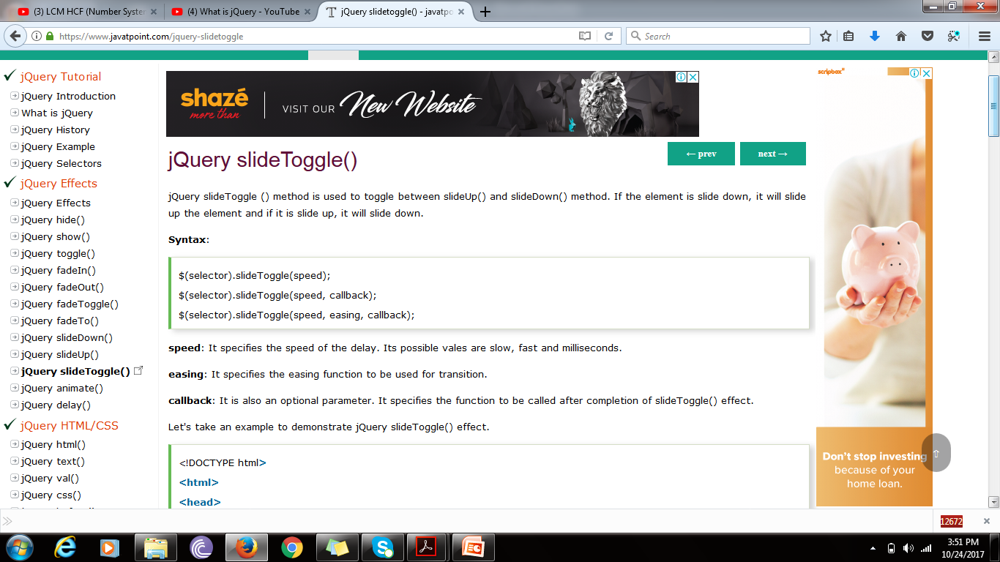 (3) LCM HCF (Number System
(4) What is jQuery - YouTube
jQuery slidetoggle() - javatpo
https://www.javatpoint.com/jquery-slidetoggle
Search
jQuery Tutorial
jQuery Introduction
What is jQuery
jQuery History
jQuery Example
jQuery Selectors
jQuery Effects
jQuery Effects
jQuery hide()
jQuery show()
jQuery toggle()
jQuery fadeIn()
jQuery fadeOut()
jQuery fadeToggle()
jQuery fadeTo()
jQuery slideDown()
jQuery slideUp()
jQuery slideToggle()
jQuery animate()
jQuery delay()
jQuery HTML/CSS
jQuery html()
jQuery text()
jQuery val()
jQuery css()
shazé
more than
VISIT OUR New Website
← prev
next →
jQuery slideToggle()
jQuery slideToggle () method is used to toggle between slideUp() and slideDown() method. If the element is slide down, it will slide
up the element and if it is slide up, it will slide down.
Syntax:
$(selector).slideToggle(speed);
$(selector).slideToggle(speed, callback);
$(selector).slideToggle(speed, easing, callback);
speed: It specifies the speed of the delay. Its possible vales are slow, fast and milliseconds.
easing: It specifies the easing function to be used for transition.
callback: It is also an optional parameter. It specifies the function to be called after completion of slideToggle() effect.
Let's take an example to demonstrate jQuery slideToggle() effect.
<!DOCTYPE html>
<html>
<head>
scripbox
Don't stop investing
because of your
home loan.
12672
3:51 PM
10/24/2017